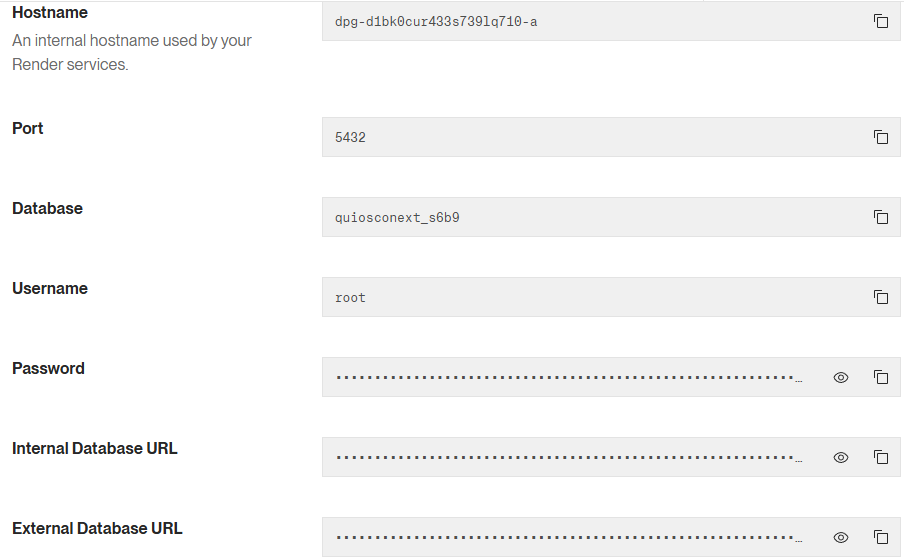 Hostname
dpg-d1bk0cur433s739lq710-a
An internal hostname used by your
Render services.
Port
5432
Database
quiosconext_s6b9
Username
root
Password
Internal Database URL
External Database URL